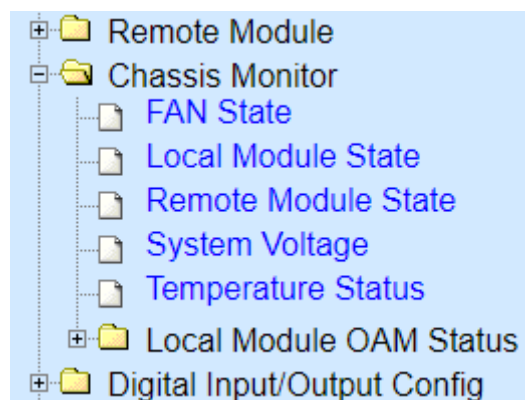 Remote Module
Chassis Monitor
FAN State
Local Module State
Remote Module State
System Voltage
Temperature Status
Local Module OAM Status
Digital Input/Output Config